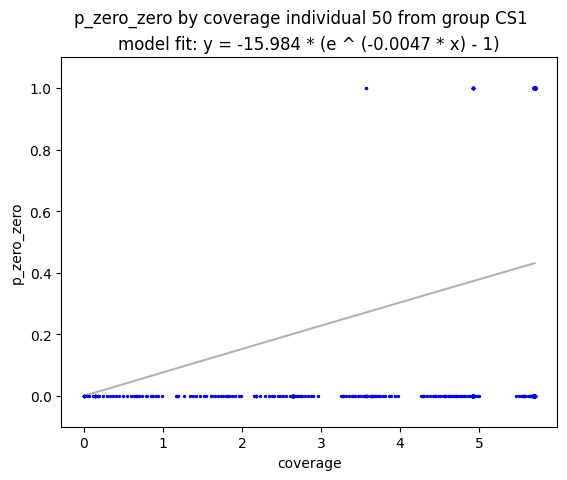 p_zero_zero by coverage individual 50 from group CS1
model fit: y = -15.984 * (e ^ (-0.0047 * x) - 1)
1.0
0.8
0.6
0.4
0.2
0.0
p_zero_zero
0 1 2 3 4 5
coverage